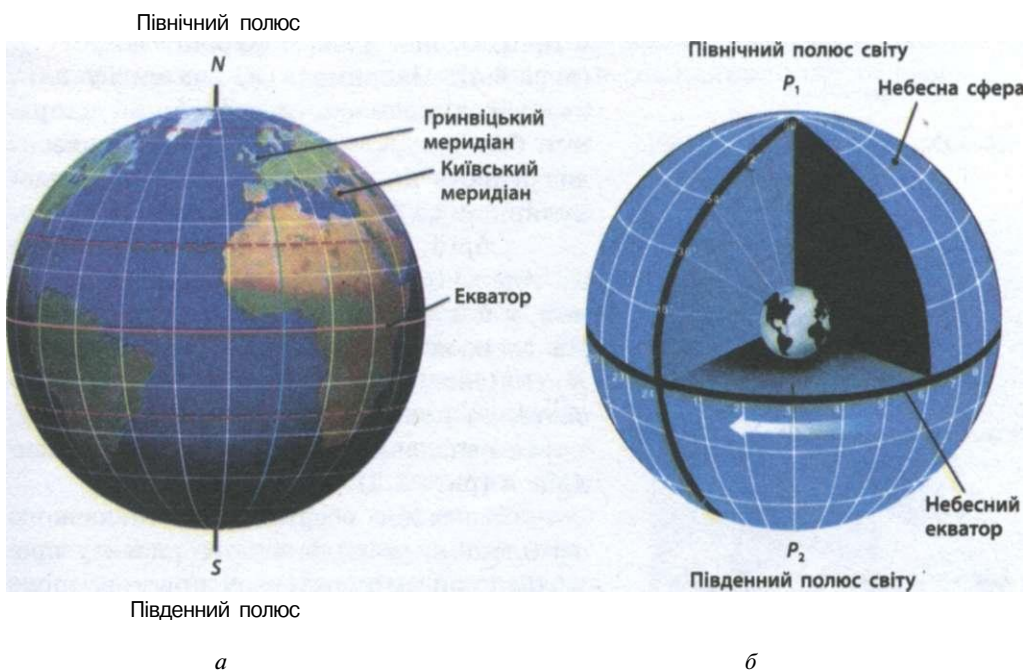 Північний полюс
N
Гринвіцький
меридіан
Київський
меридіан
Екватор
S
Південний полюс
а
Північний полюс світу
P₁
Небесна сфера
Небесний
екватор
P₂
Південний полюс світу
б